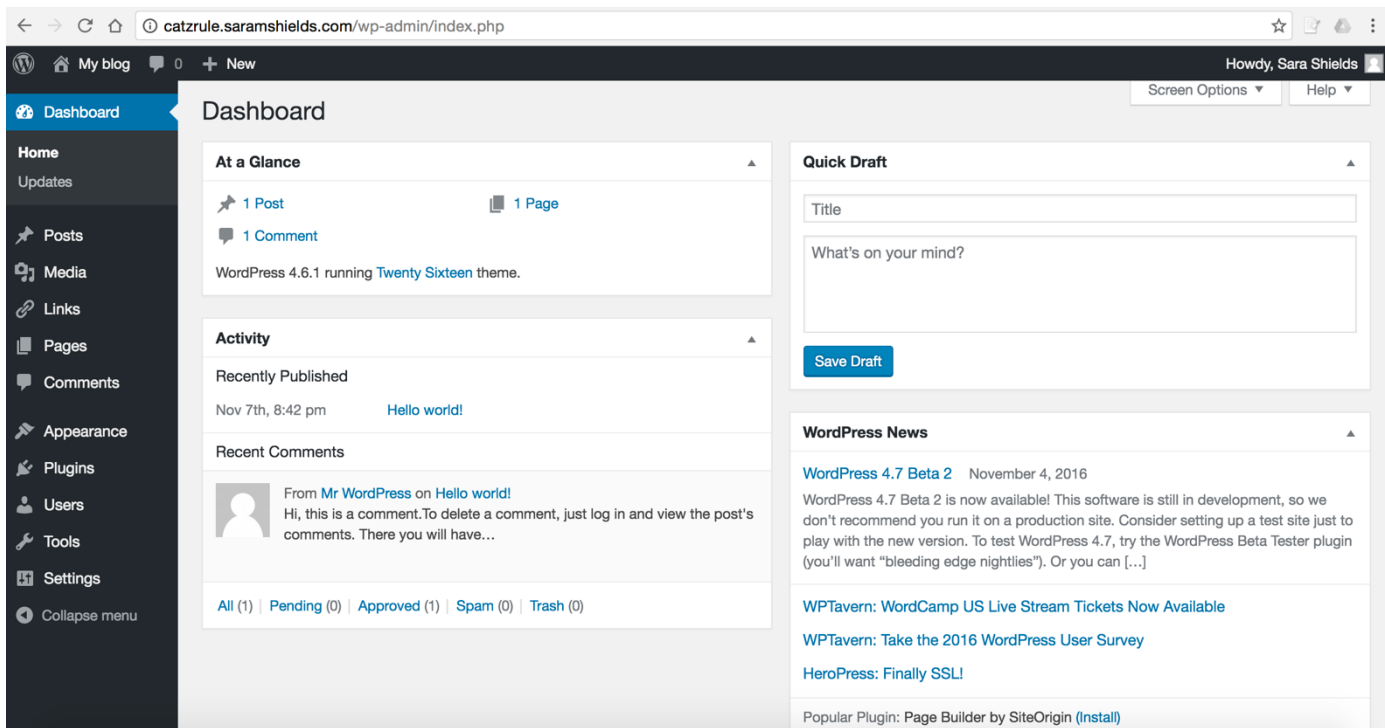 catzrule.saramshields.com/wp-admin/index.php
My blog 0 New Howdy, Sara Shields
Screen Options Help
Dashboard
Home
Updates
Posts
Media
Links
Pages
Comments
Appearance
Plugins
Users
Tools
Settings
Collapse menu
Dashboard
At a Glance
1 Post 1 Page
1 Comment
WordPress 4.6.1 running Twenty Sixteen theme.
Activity
Recently Published
Nov 7th, 8:42 pm Hello world!
Recent Comments
From Mr WordPress on Hello world!
Hi, this is a comment.To delete a comment, just log in and view the post's
comments. There you will have…
All (1) | Pending (0) | Approved (1) | Spam (0) | Trash (0)
Quick Draft
Title
What's on your mind?
Save Draft
WordPress News
WordPress 4.7 Beta 2 November 4, 2016
WordPress 4.7 Beta 2 is now available! This software is still in development, so we
don't recommend you run it on a production site. Consider setting up a test site just to
play with the new version. To test WordPress 4.7, try the WordPress Beta Tester plugin
(you'll want “bleeding edge nightlies”). Or you can […]
WPTavern: WordCamp US Live Stream Tickets Now Available
WPTavern: Take the 2016 WordPress User Survey
HeroPress: Finally SSL!
Popular Plugin: Page Builder by SiteOrigin (Install)